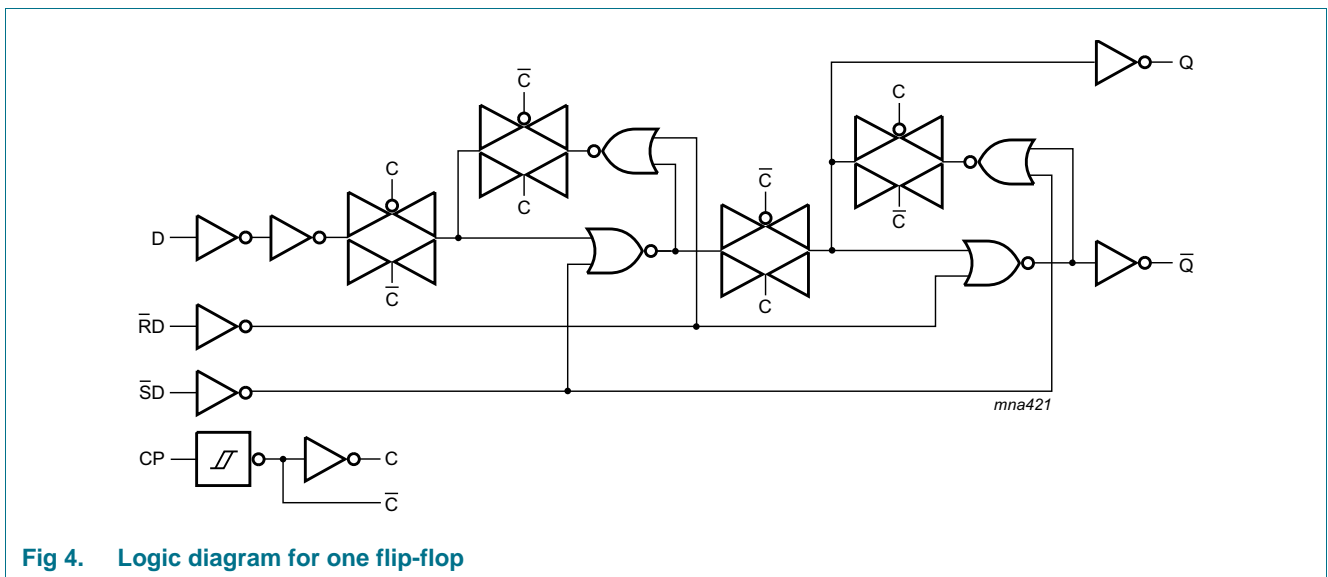 Q
C̅
C
C
C̅
D
C
C
C̅
Q̅
C̅
C̅
C
R̅D
S̅D
mna421
CP
C
C̅
Fig 4. Logic diagram for one flip-flop